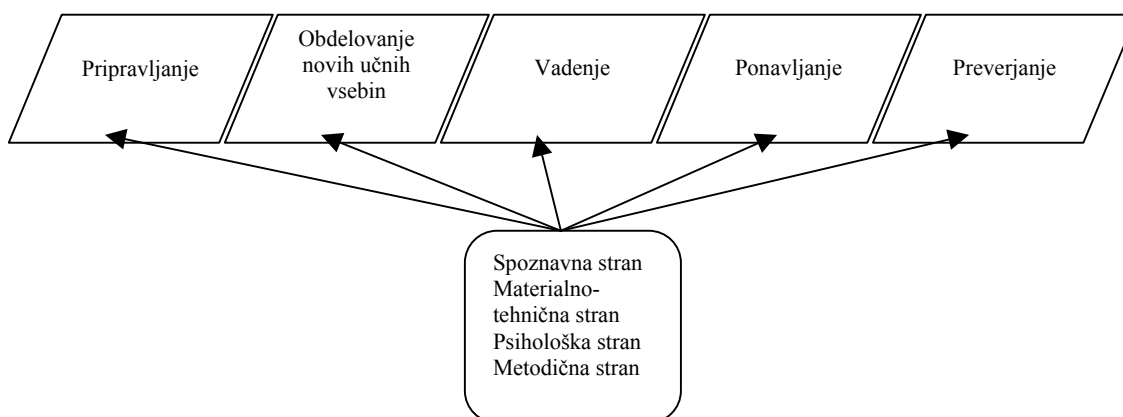 Pripravljanje
Obdelovanje
novih učnih
vsebin
Vadenje
Ponavljanje
Preverjanje
Spoznavna stran
Materialno-
tehnična stran
Psihološka stran
Metodična stran